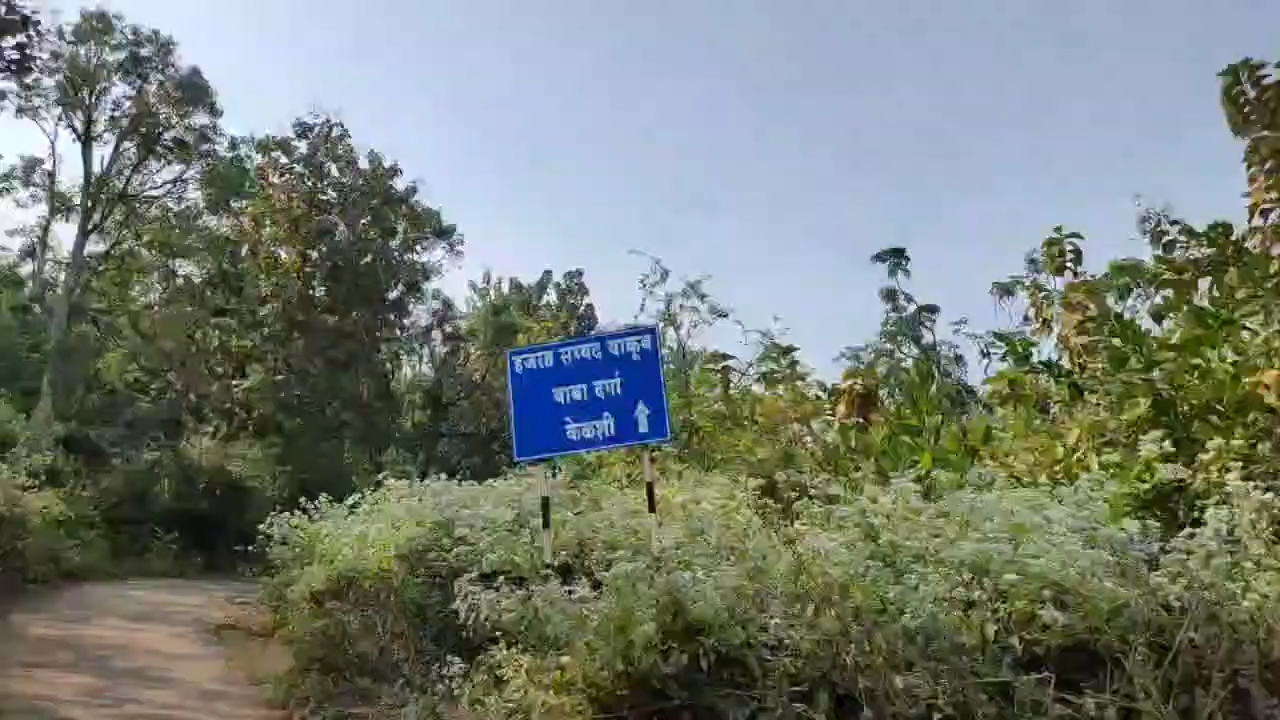 हजरत सय्यद याकूब
बाबा दर्गा
केकशी